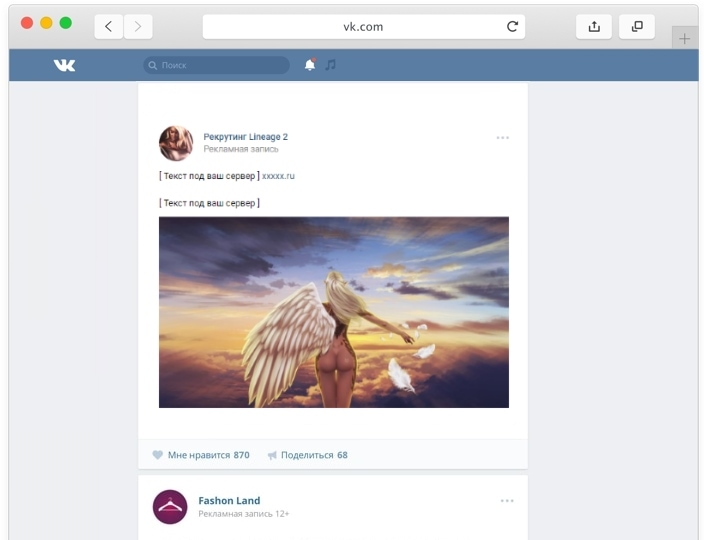 vk.com
Поиск
Рекрутинг Lineage 2
Рекламная запись
[ Текст под ваш сервер ] xxxxx.ru
[ Текст под ваш сервер ]
Мне нравится 870 Поделиться 68
Fashon Land
Рекламная запись 12+